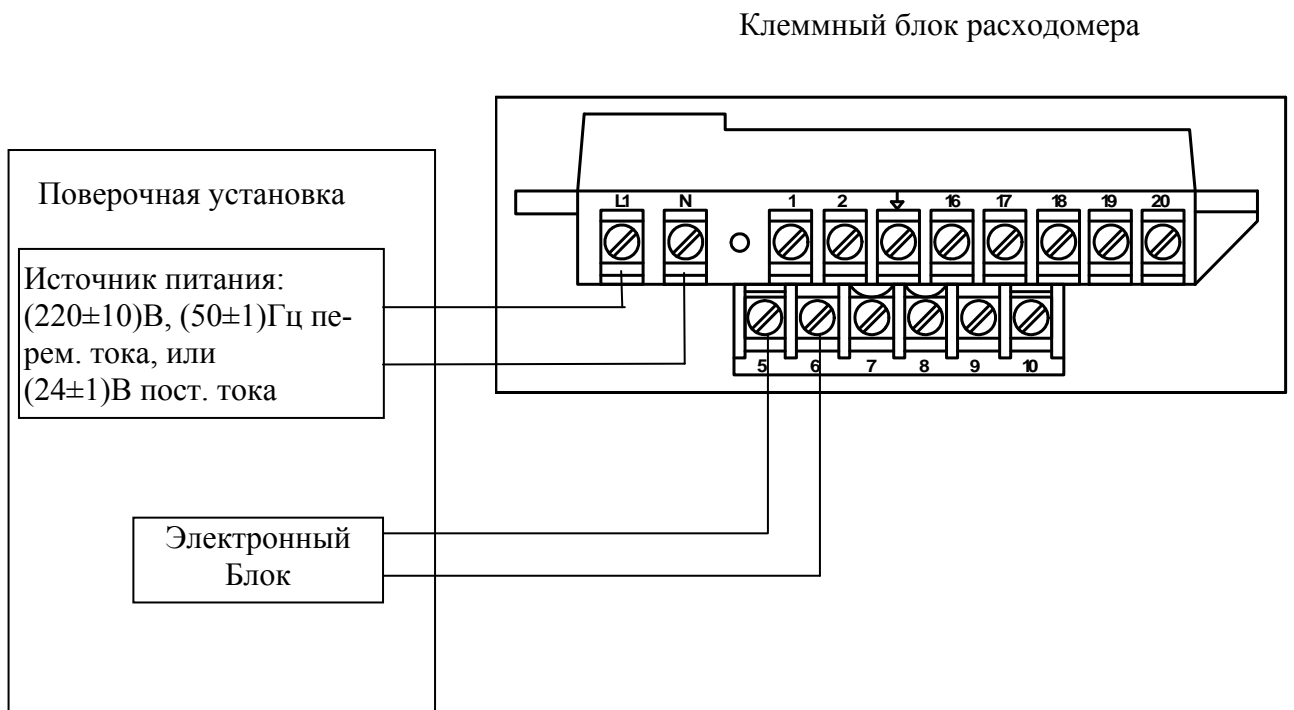 Клеммный блок расходомера
Поверочная установка
L1 N 1 2 16 17 18 19 20
Источник питания:
(220±10)В, (50±1)Гц пе-
рем. тока, или
(24±1)В пост. тока
5 6 7 8 9 10
Электронный
Блок